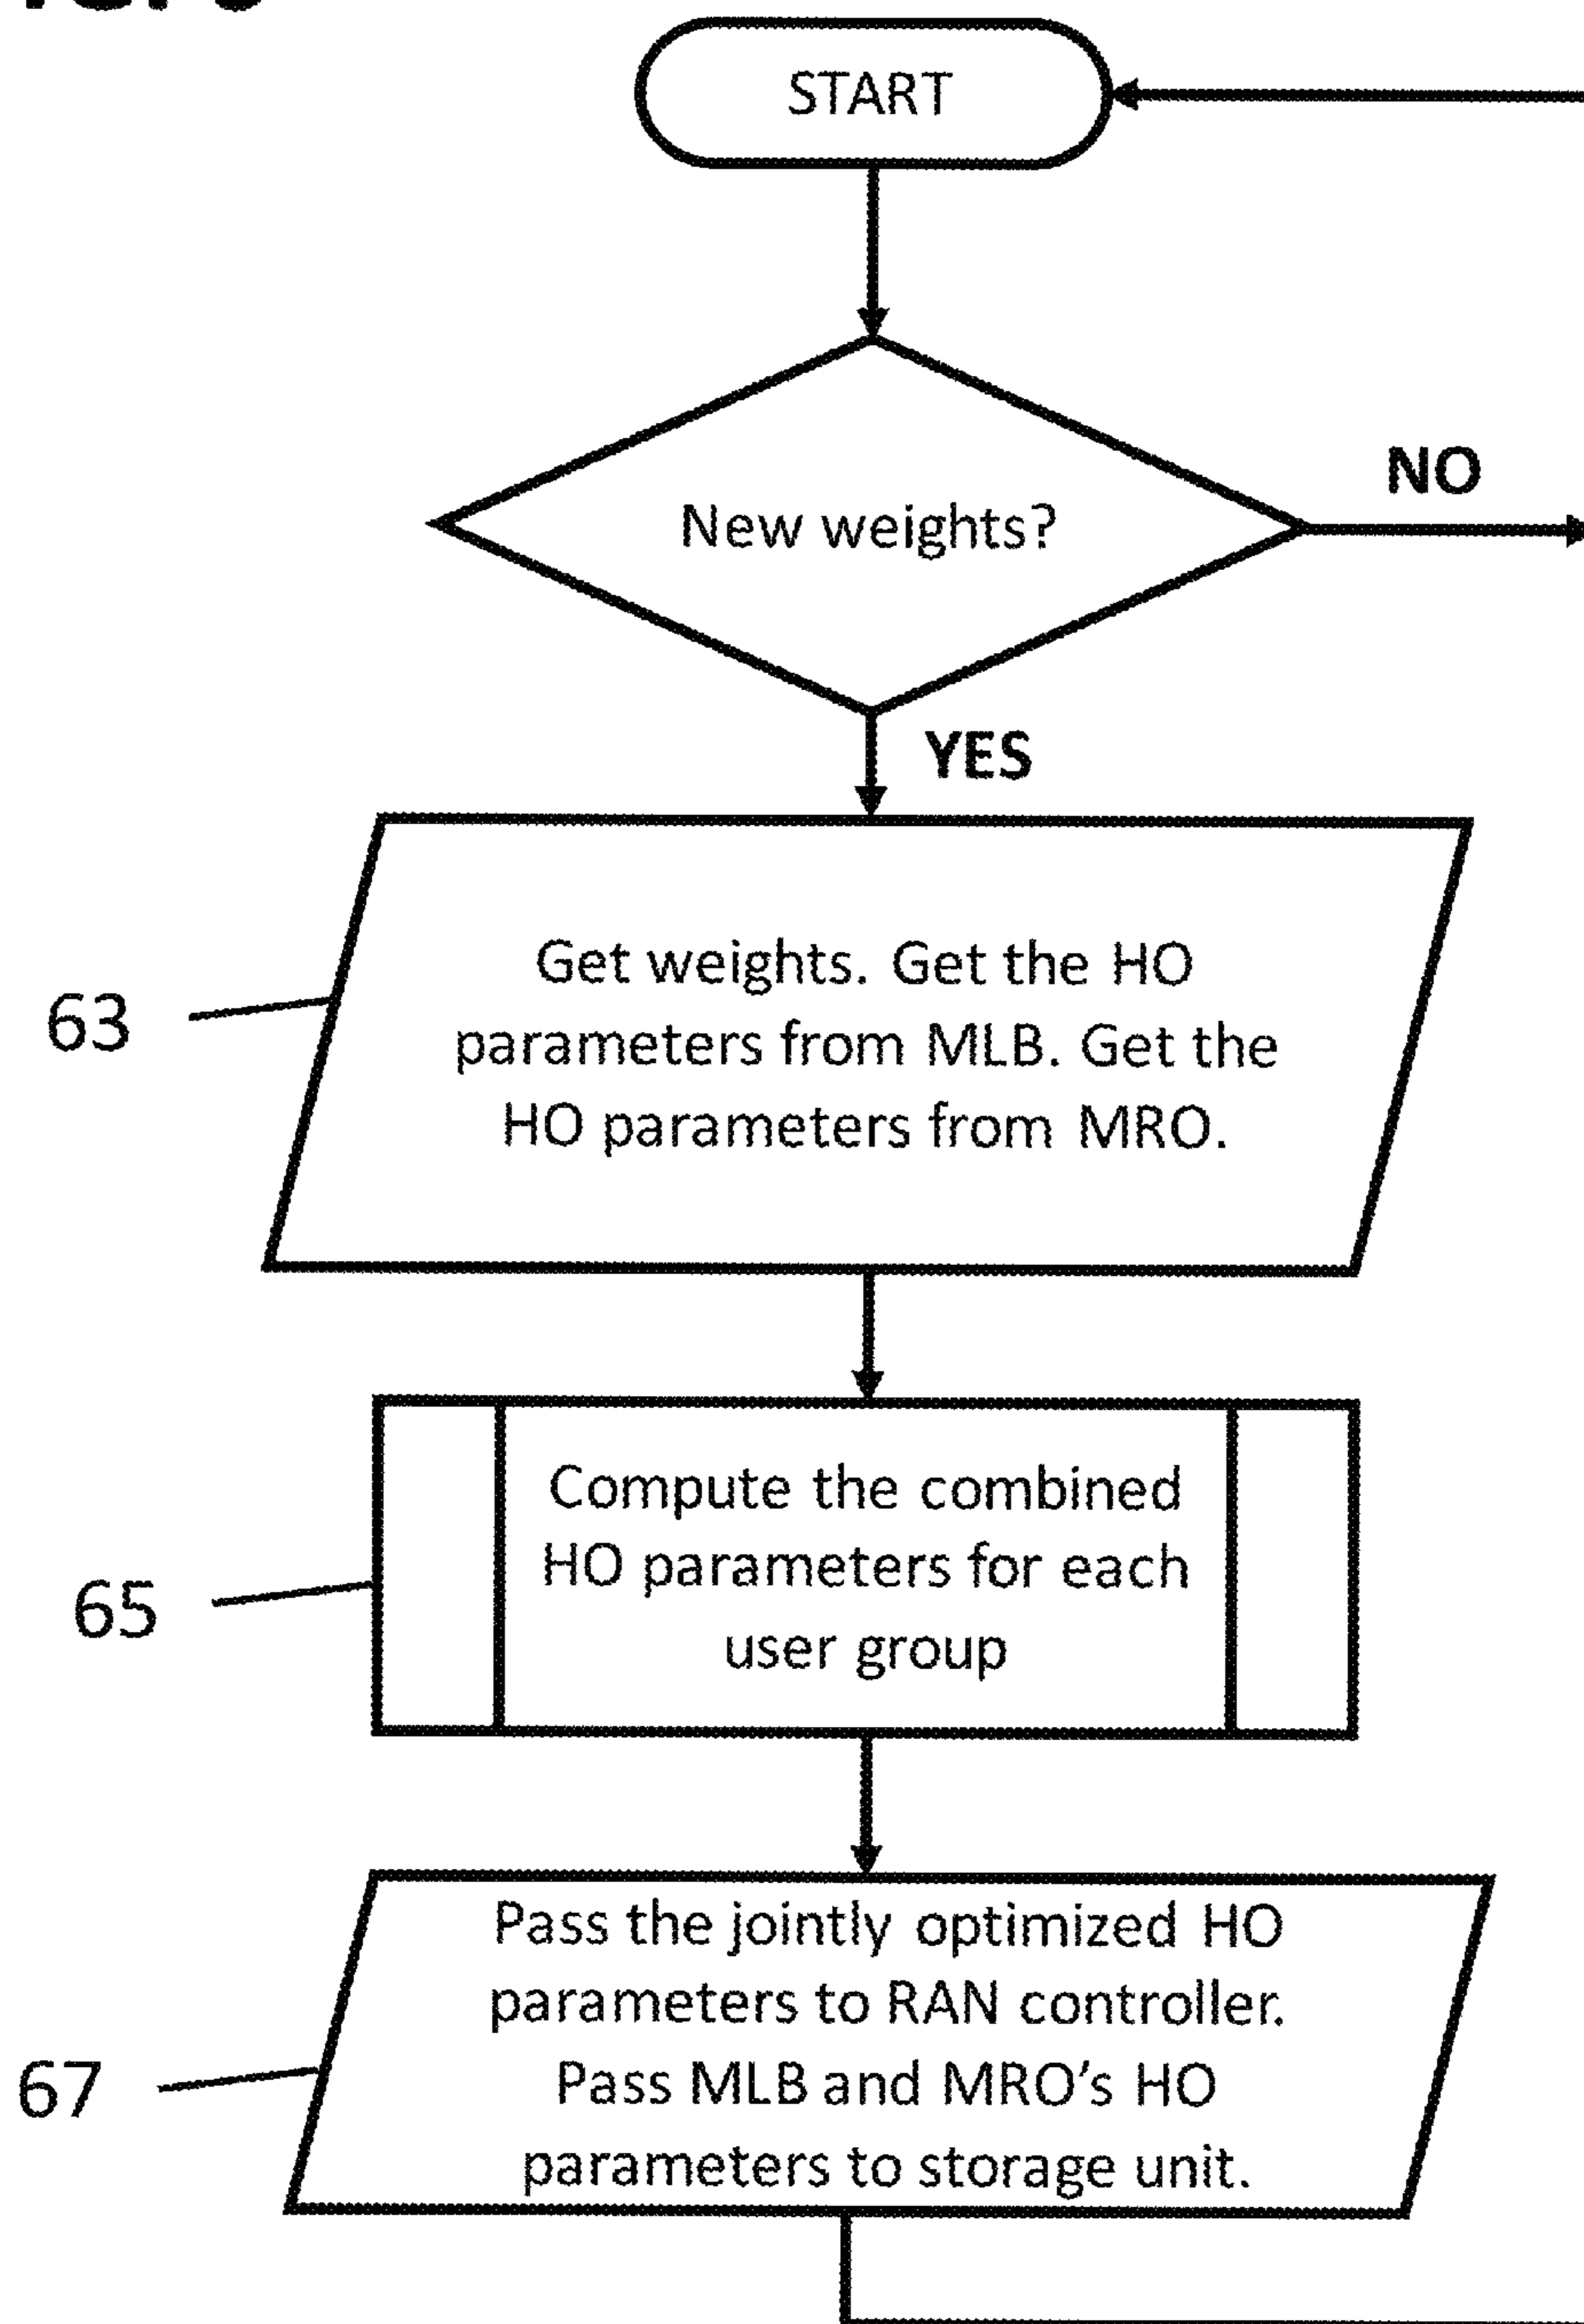 START
New weights?
NO
YES
Get weights. Get the HO
parameters from MLB. Get the
HO parameters from MRO.
63
Compute the combined
HO parameters for each
user group
65
Pass the jointly optimized HO
parameters to RAN controller.
Pass MLB and MRO's HO
parameters to storage unit.
67